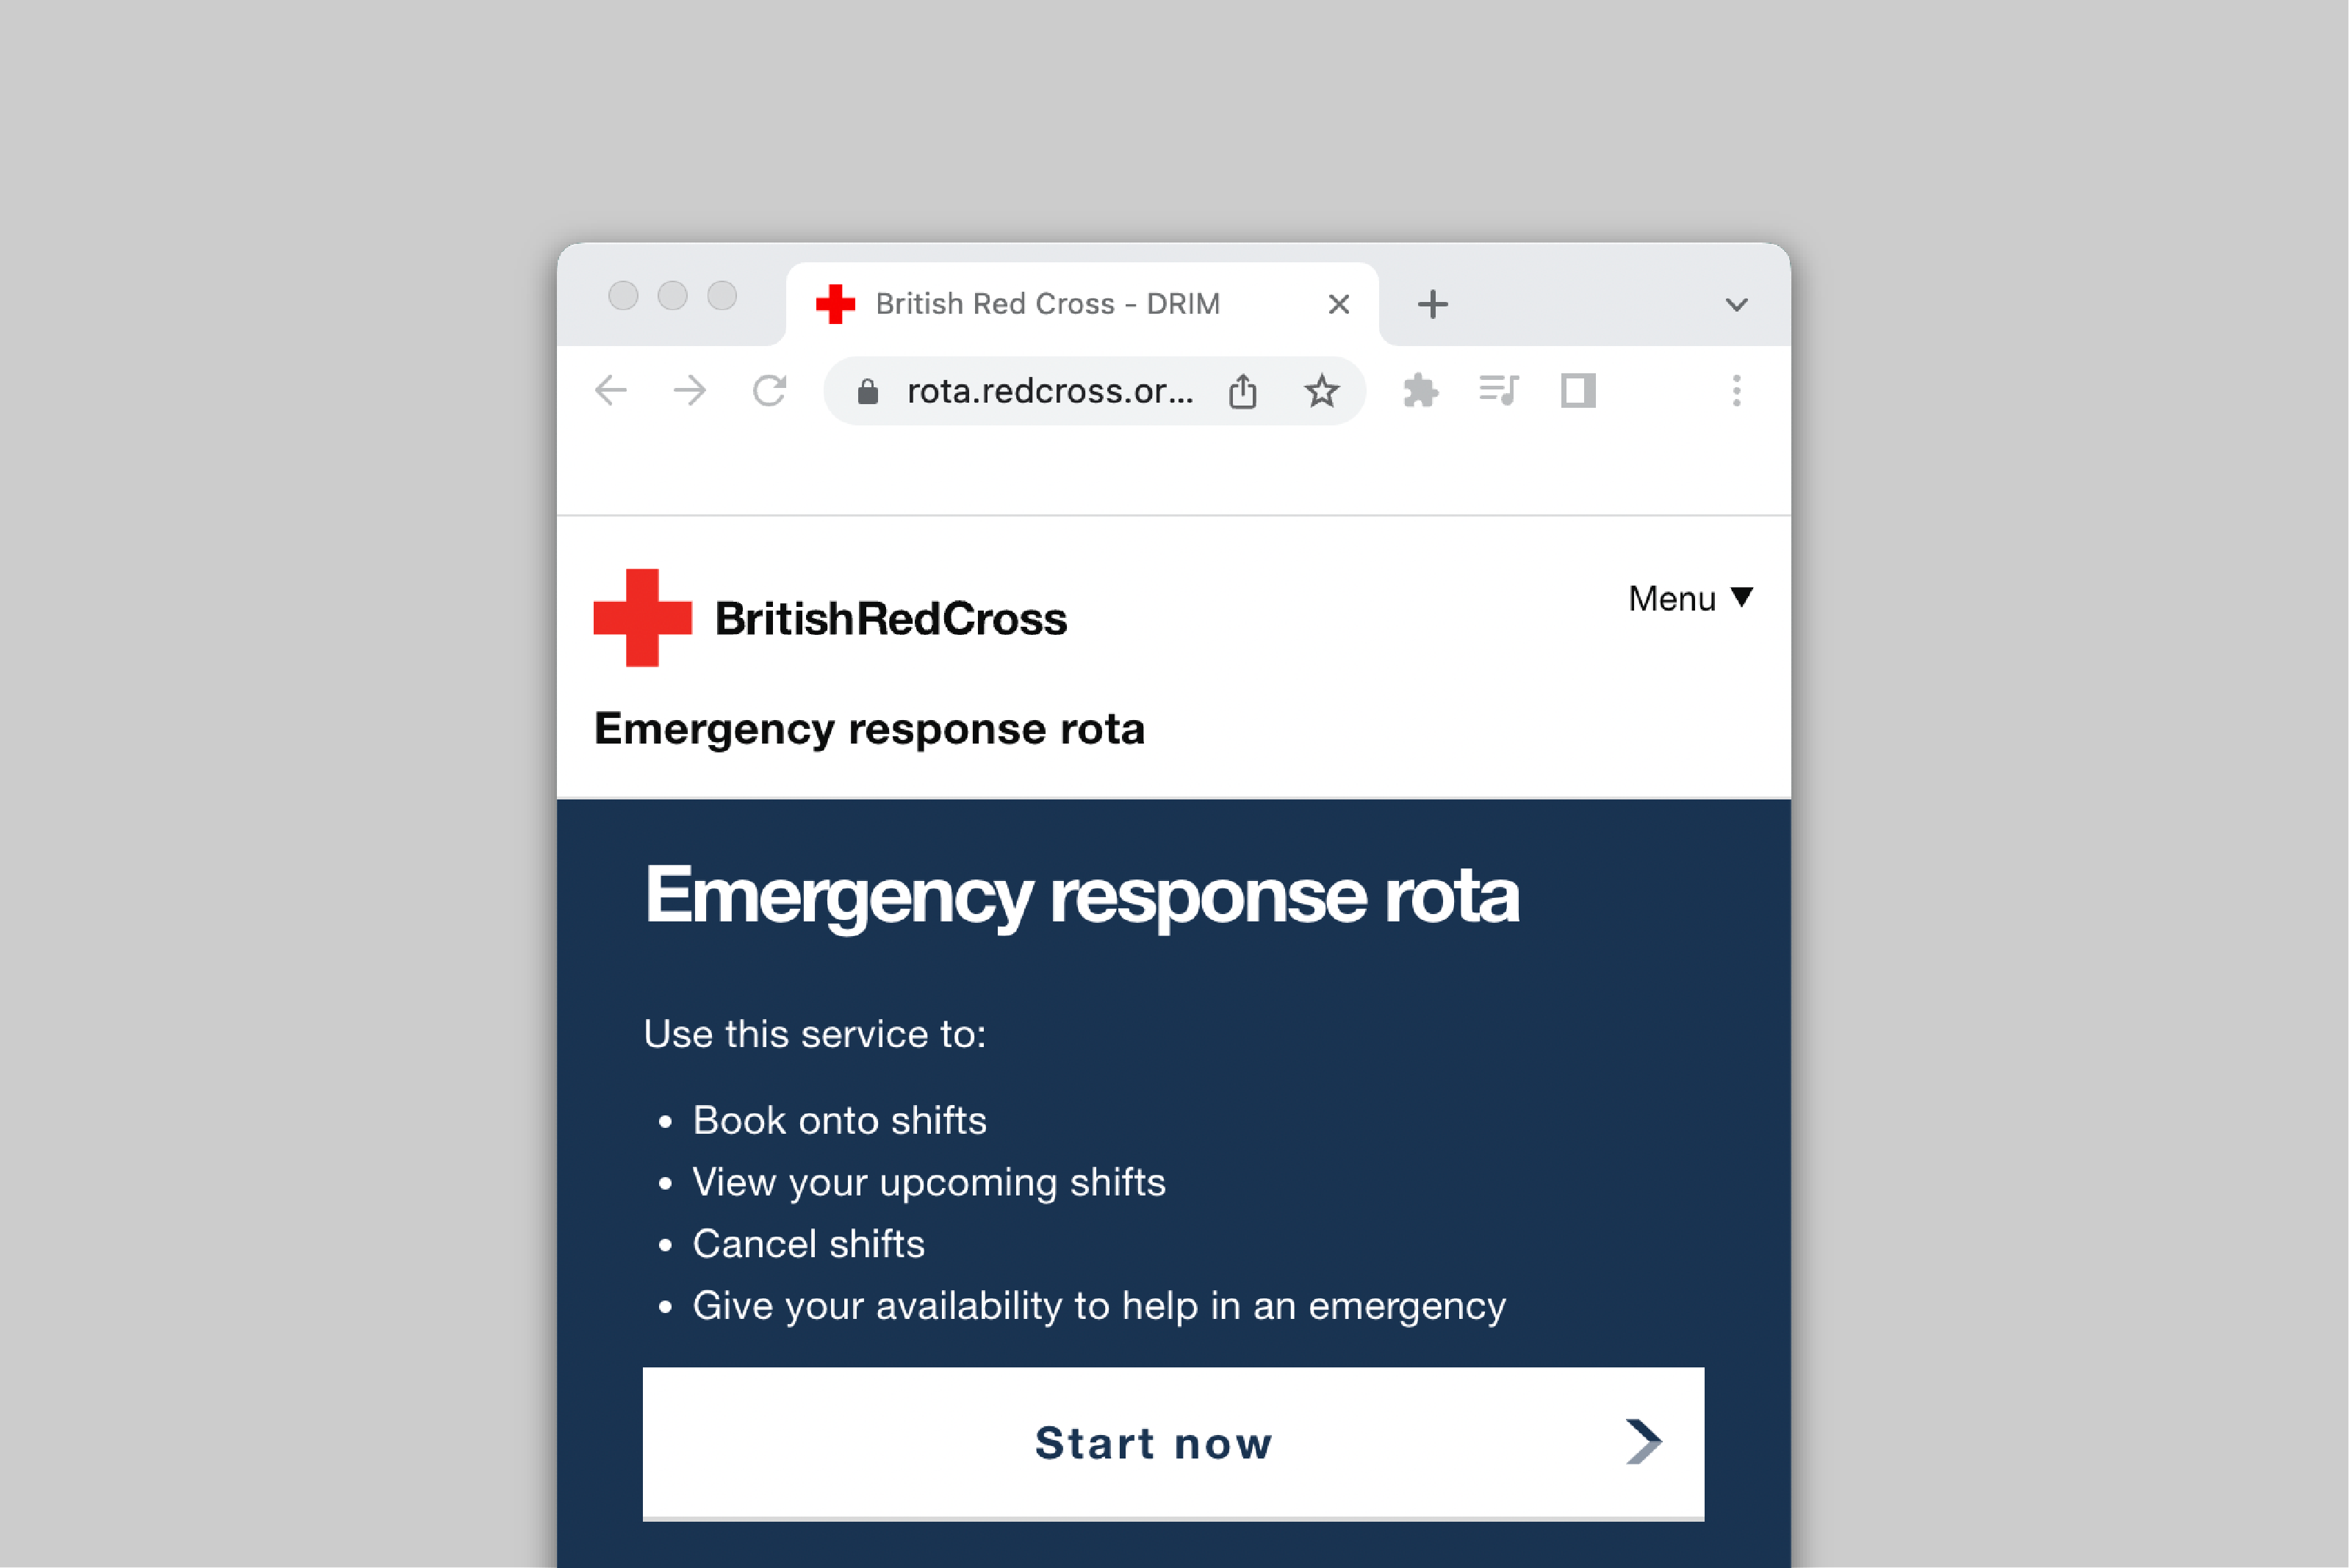 British Red Cross - DRIM
rota.redcross.or...
BritishRedCross
Menu ▼
Emergency response rota
Emergency response rota
Use this service to:
• Book onto shifts
• View your upcoming shifts
• Cancel shifts
• Give your availability to help in an emergency
Start now